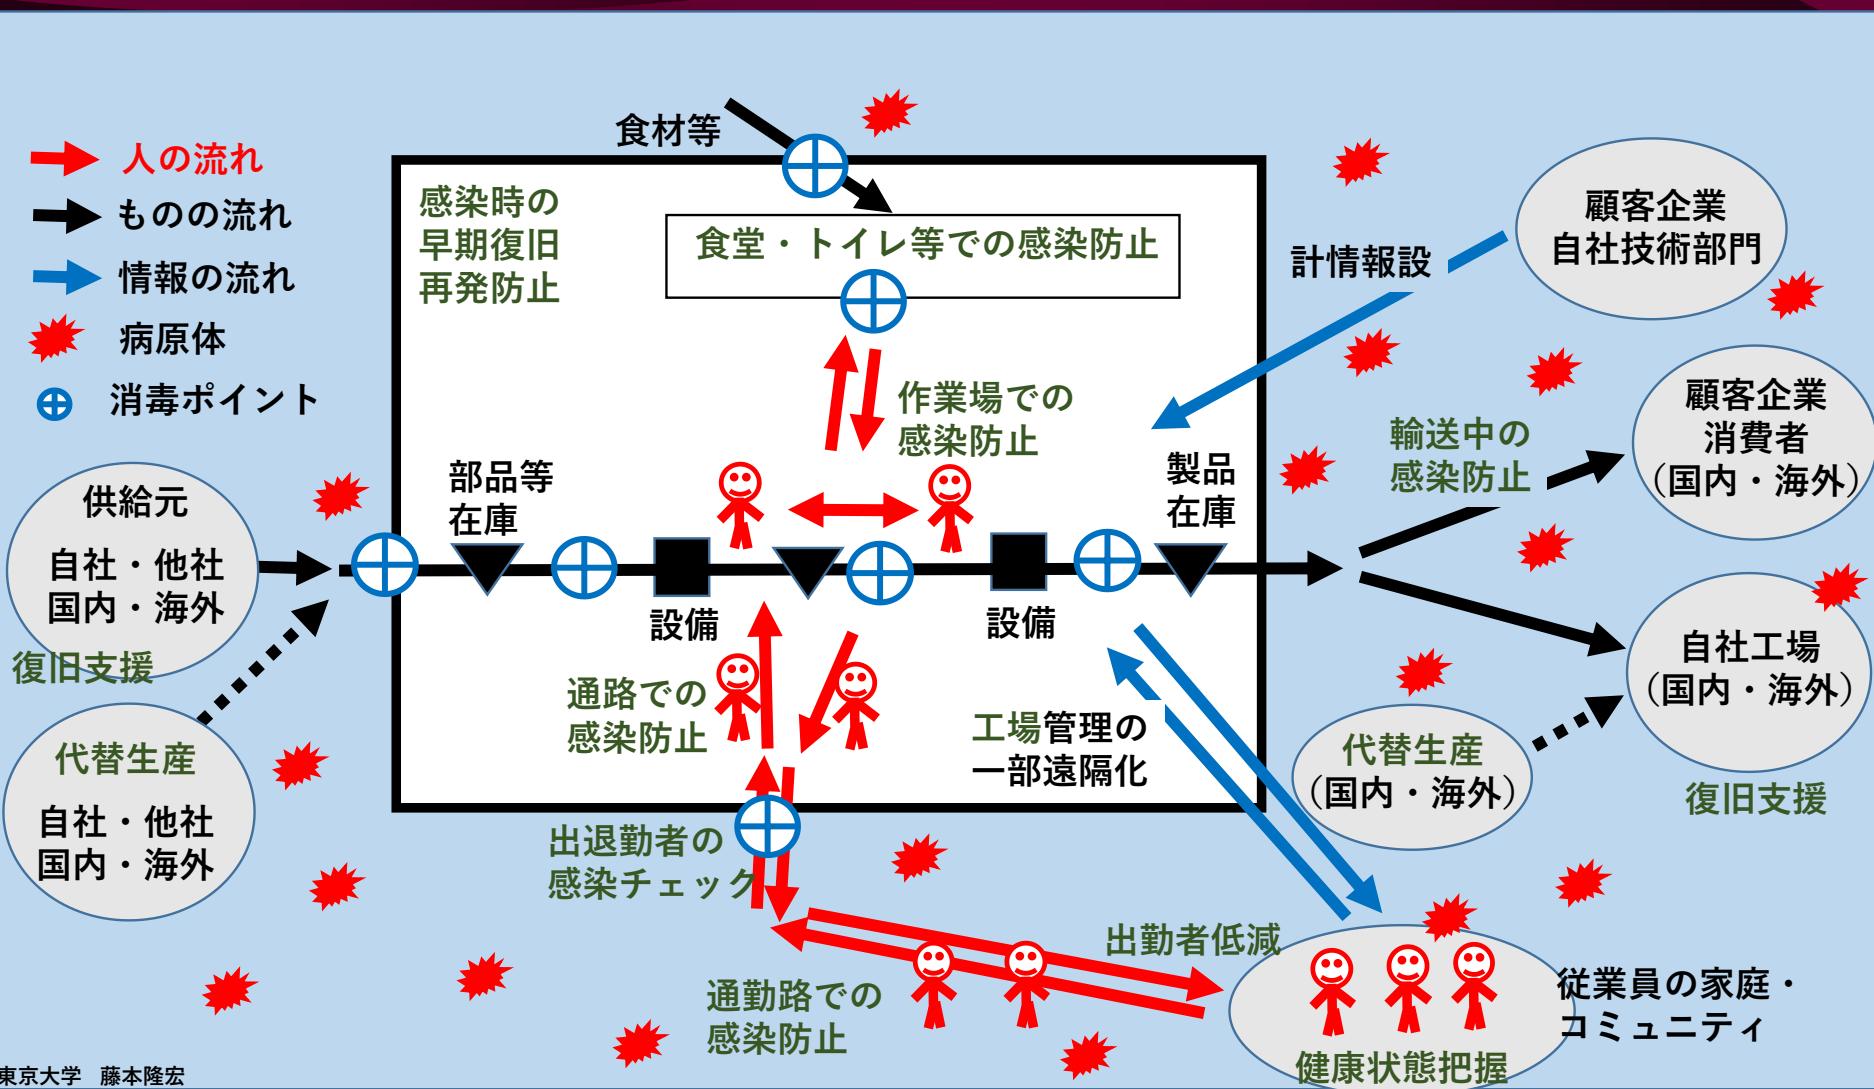 人の流れ
ものの流れ
情報の流れ
病原体
消毒ポイント
食材等
感染時の
早期復旧
再発防止
食堂・トイレ等での感染防止
計情報設
顧客企業
自社技術部門
作業場での
感染防止
顧客企業
消費者
（国内・海外）
輸送中の
感染防止
供給元
自社・他社
国内・海外
復旧支援
部品等
在庫
製品
在庫
設備
設備
通路での
感染防止
工場管理の
一部遠隔化
自社工場
（国内・海外）
復旧支援
代替生産
（国内・海外）
代替生産
自社・他社
国内・海外
出退勤者の
感染チェック
出勤者低減
通勤路での
感染防止
従業員の家庭・
コミュニティ
健康状態把握
東京大学　藤本隆宏